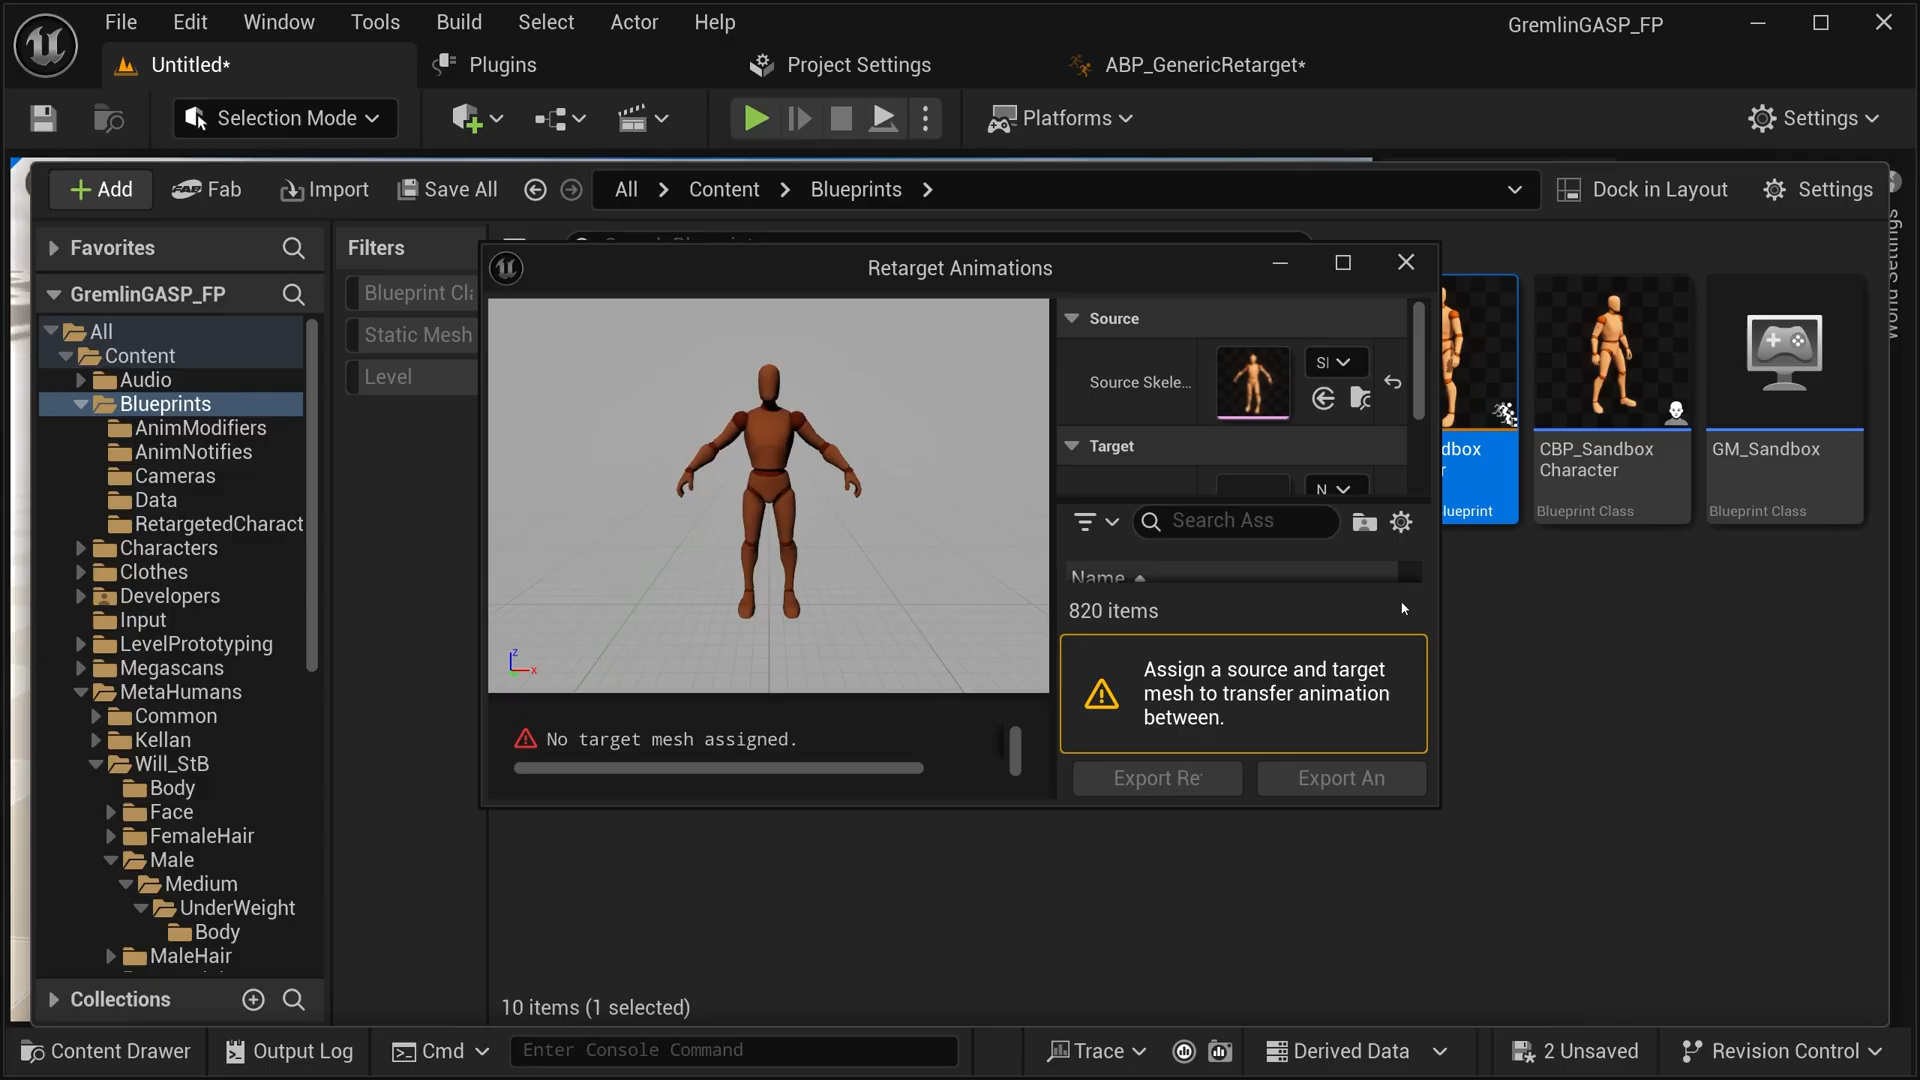 File
Edit
Window
Tools
Build
Select
Actor
Help
GremlinGASP_FP
Untitled*
Plugins
Project Settings
ABP_GenericRetarget*
Selection Mode
Platforms
Settings
Add
Fab
Import
Save All
All
Content
Blueprints
Dock in Layout
Settings
Favorites
GremlinGASP_FP
All
Content
Audio
Blueprints
AnimModifiers
AnimNotifies
Cameras
Data
RetargetedCharact
Characters
Clothes
Developers
Input
LevelPrototyping
Megascans
MetaHumans
Common
Kellan
Will_StB
Body
Face
FemaleHair
Male
Medium
UnderWeight
Body
MaleHair
Collections
Filters
Blueprint Cl
Static Mesh
Level
Retarget Animations
Source
Source Skele...
Target
N
Search Ass
Name
820 items
Assign a source and target
mesh to transfer animation
between.
Export Re
Export An
No target mesh assigned.
z
x
dbox
r
lueprint
CBP_Sandbox
Character
Blueprint Class
GM_Sandbox
Blueprint Class
10 items (1 selected)
Content Drawer
Output Log
Cmd
Enter Console Command
Trace
Derived Data
2 Unsaved
Revision Control